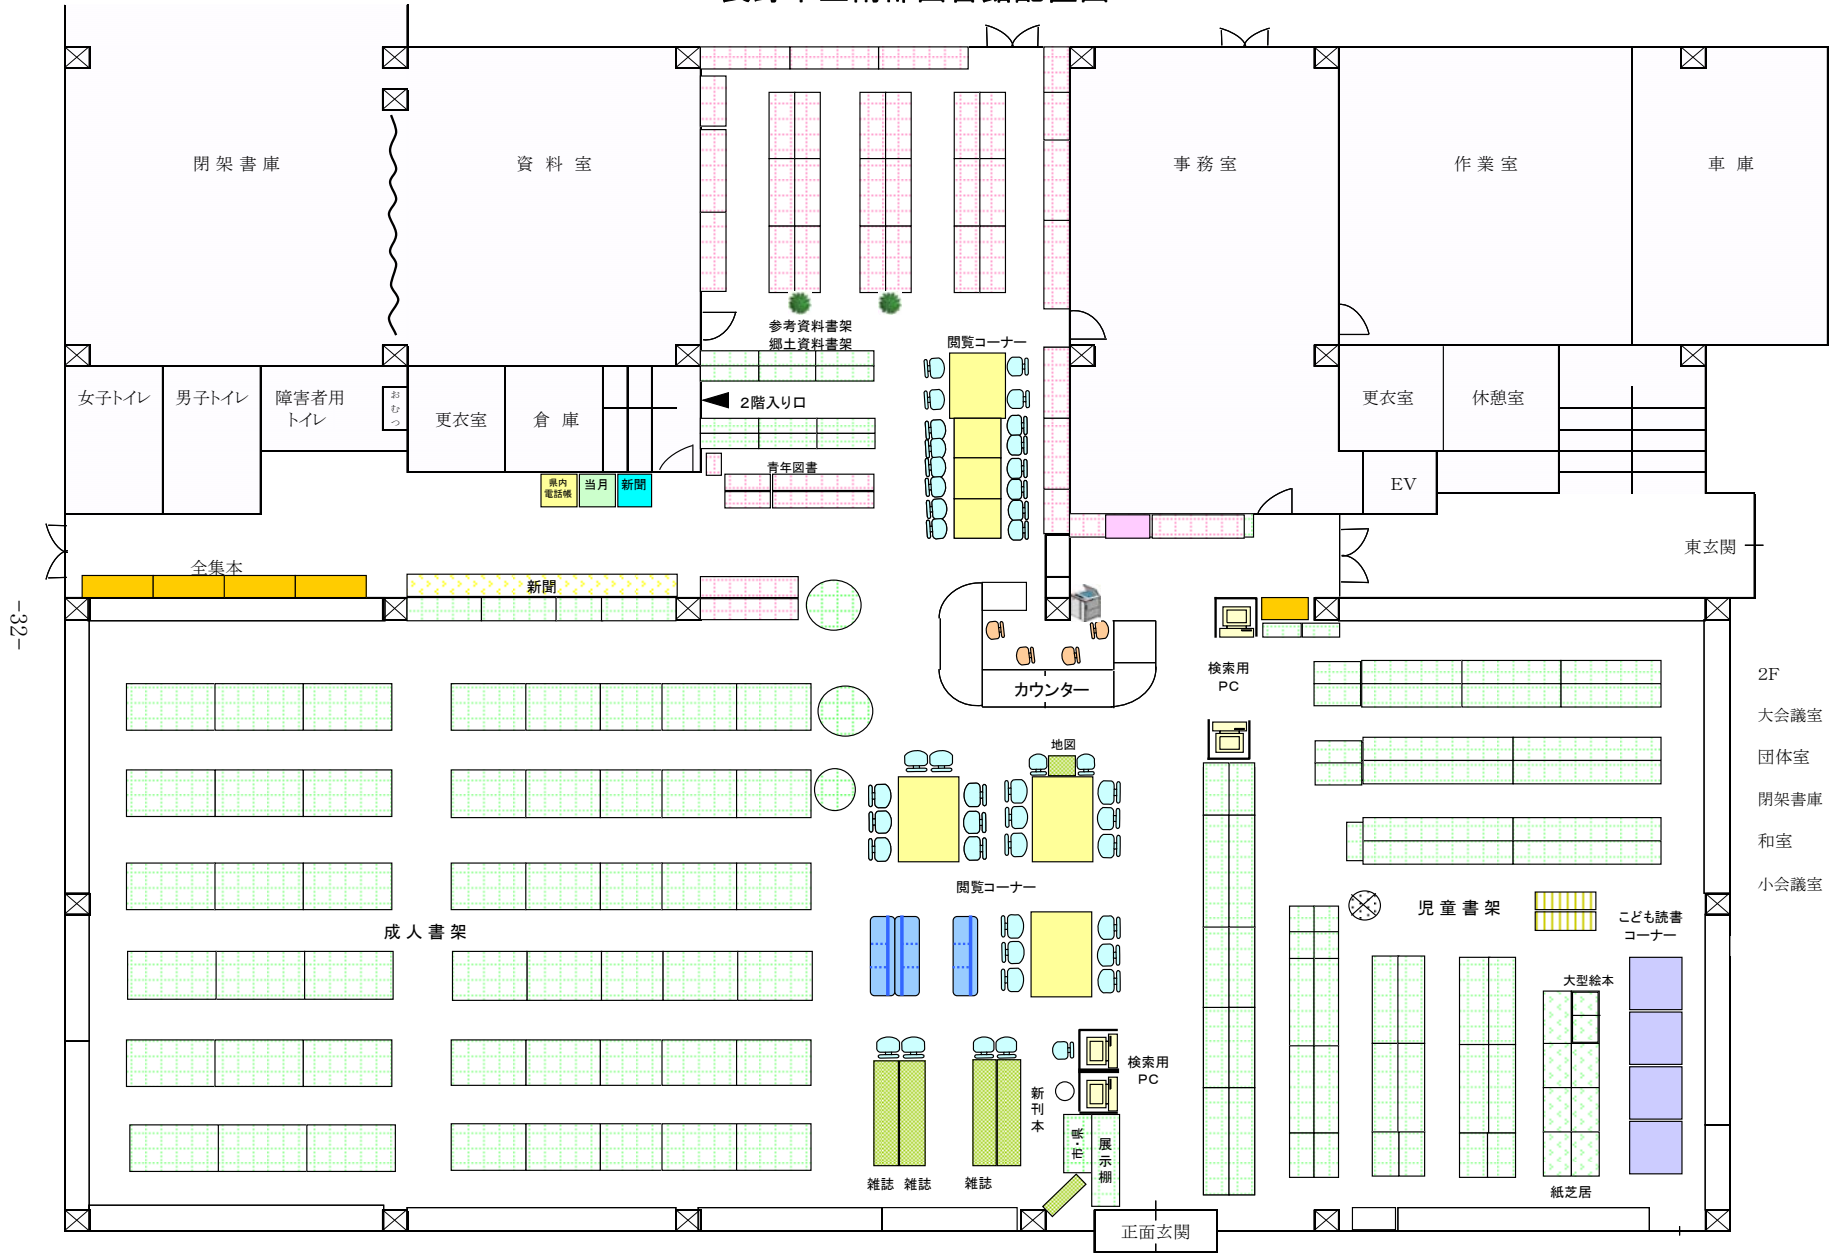 閉架書庫
資料室
事務室
作業室
車庫
参考資料書架
郷土資料書架
閲覧コーナー
女子トイレ
男子トイレ
障害者用
トイレ
おむつ
更衣室
倉庫
2階入り口
更衣室
休憩室
青年図書
県内
電話帳
当月
新聞
EV
東玄関
全集本
新聞
-32-
検索用
PC
カウンター
2F
大会議室
団体室
閉架書庫
和室
小会議室
地図
閲覧コーナー
成人書架
児童書架
こども読書
コーナー
大型絵本
検索用
PC
新刊本
市・県
展示棚
雑誌
雑誌
雑誌
紙芝居
正面玄関